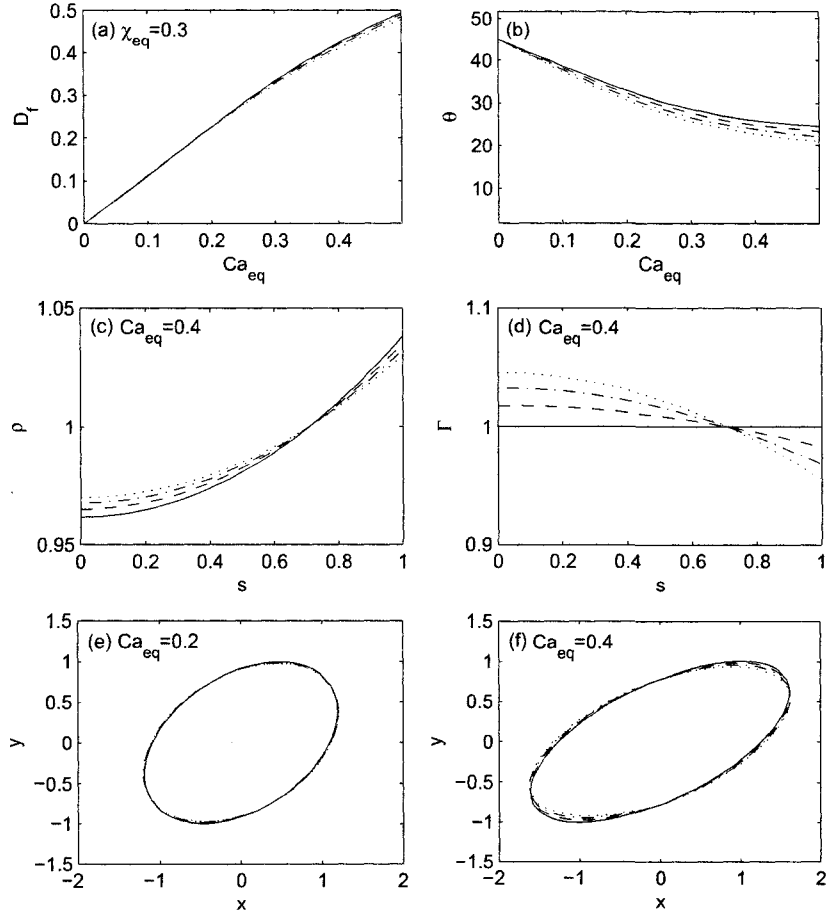 (a) χeq=0.3
0.5
0.4
0.3
0.2
0.1
0
Df
0 0.1 0.2 0.3 0.4
Caeq
(b)
50
40
30
20
10
θ
0 0.1 0.2 0.3 0.4
Caeq
(c) Caeq=0.4
1.05
1
0.95
ρ
0 0.2 0.4 0.6 0.8 1
s
(d) Caeq=0.4
1.1
1
0.9
Γ
0 0.2 0.4 0.6 0.8 1
s
(e) Caeq=0.2
1.5
1
0.5
0
−0.5
−1
−1.5
y
−2 −1 0 1 2
x
(f) Caeq=0.4
1.5
1
0.5
0
−0.5
−1
−1.5
y
−2 −1 0 1 2
x